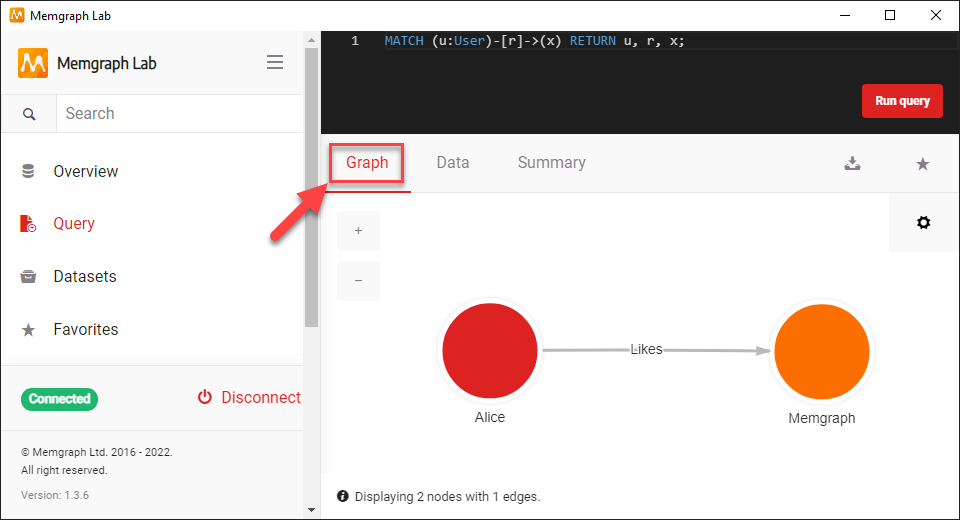 Memgraph Lab
Memgraph Lab
Search
Overview
Query
Datasets
Favorites
Connected
Disconnect
© Memgraph Ltd. 2016 - 2022.
All right reserved.
Version: 1.3.6
1 MATCH (u:User)-[r]->(x) RETURN u, r, x;
Run query
Graph Data Summary
+
−
Likes
Alice
Memgraph
Displaying 2 nodes with 1 edges.